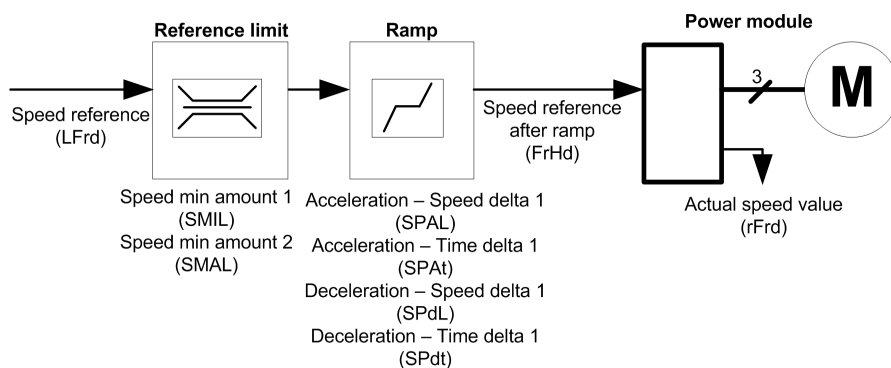 Reference limit
Ramp
Power module
Speed reference
(LFrd)
Speed reference
after ramp
(FrHd)
3
M
Actual speed value
(rFrd)
Speed min amount 1
(SMIL)
Speed min amount 2
(SMAL)
Acceleration – Speed delta 1
(SPAL)
Acceleration – Time delta 1
(SPAt)
Deceleration – Speed delta 1
(SPdL)
Deceleration – Time delta 1
(SPdt)